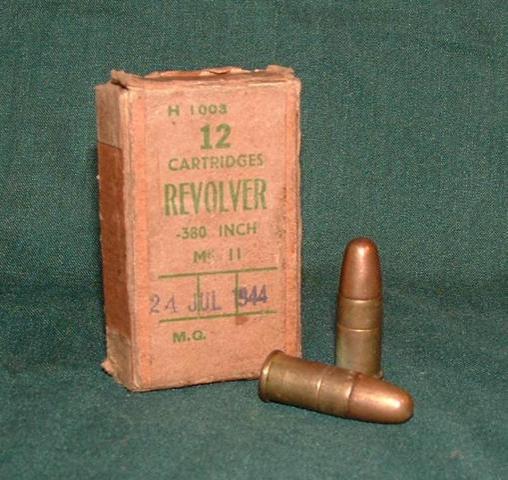 H 1003
12
CARTRIDGES
REVOLVER
·380 INCH
MK II
24 JUL 1944
M.G.